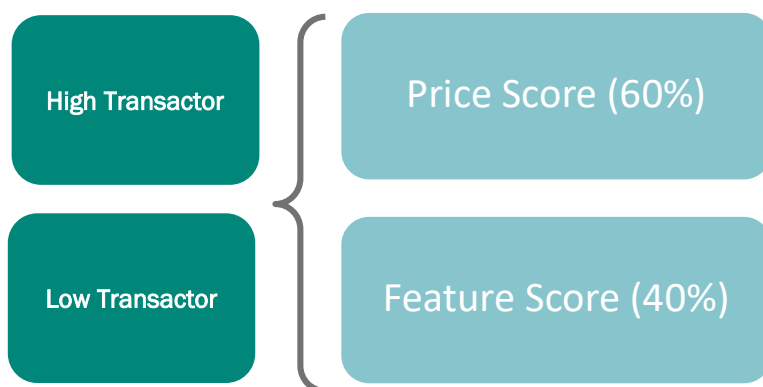 High Transactor
Price Score (60%)
Low Transactor
Feature Score (40%)